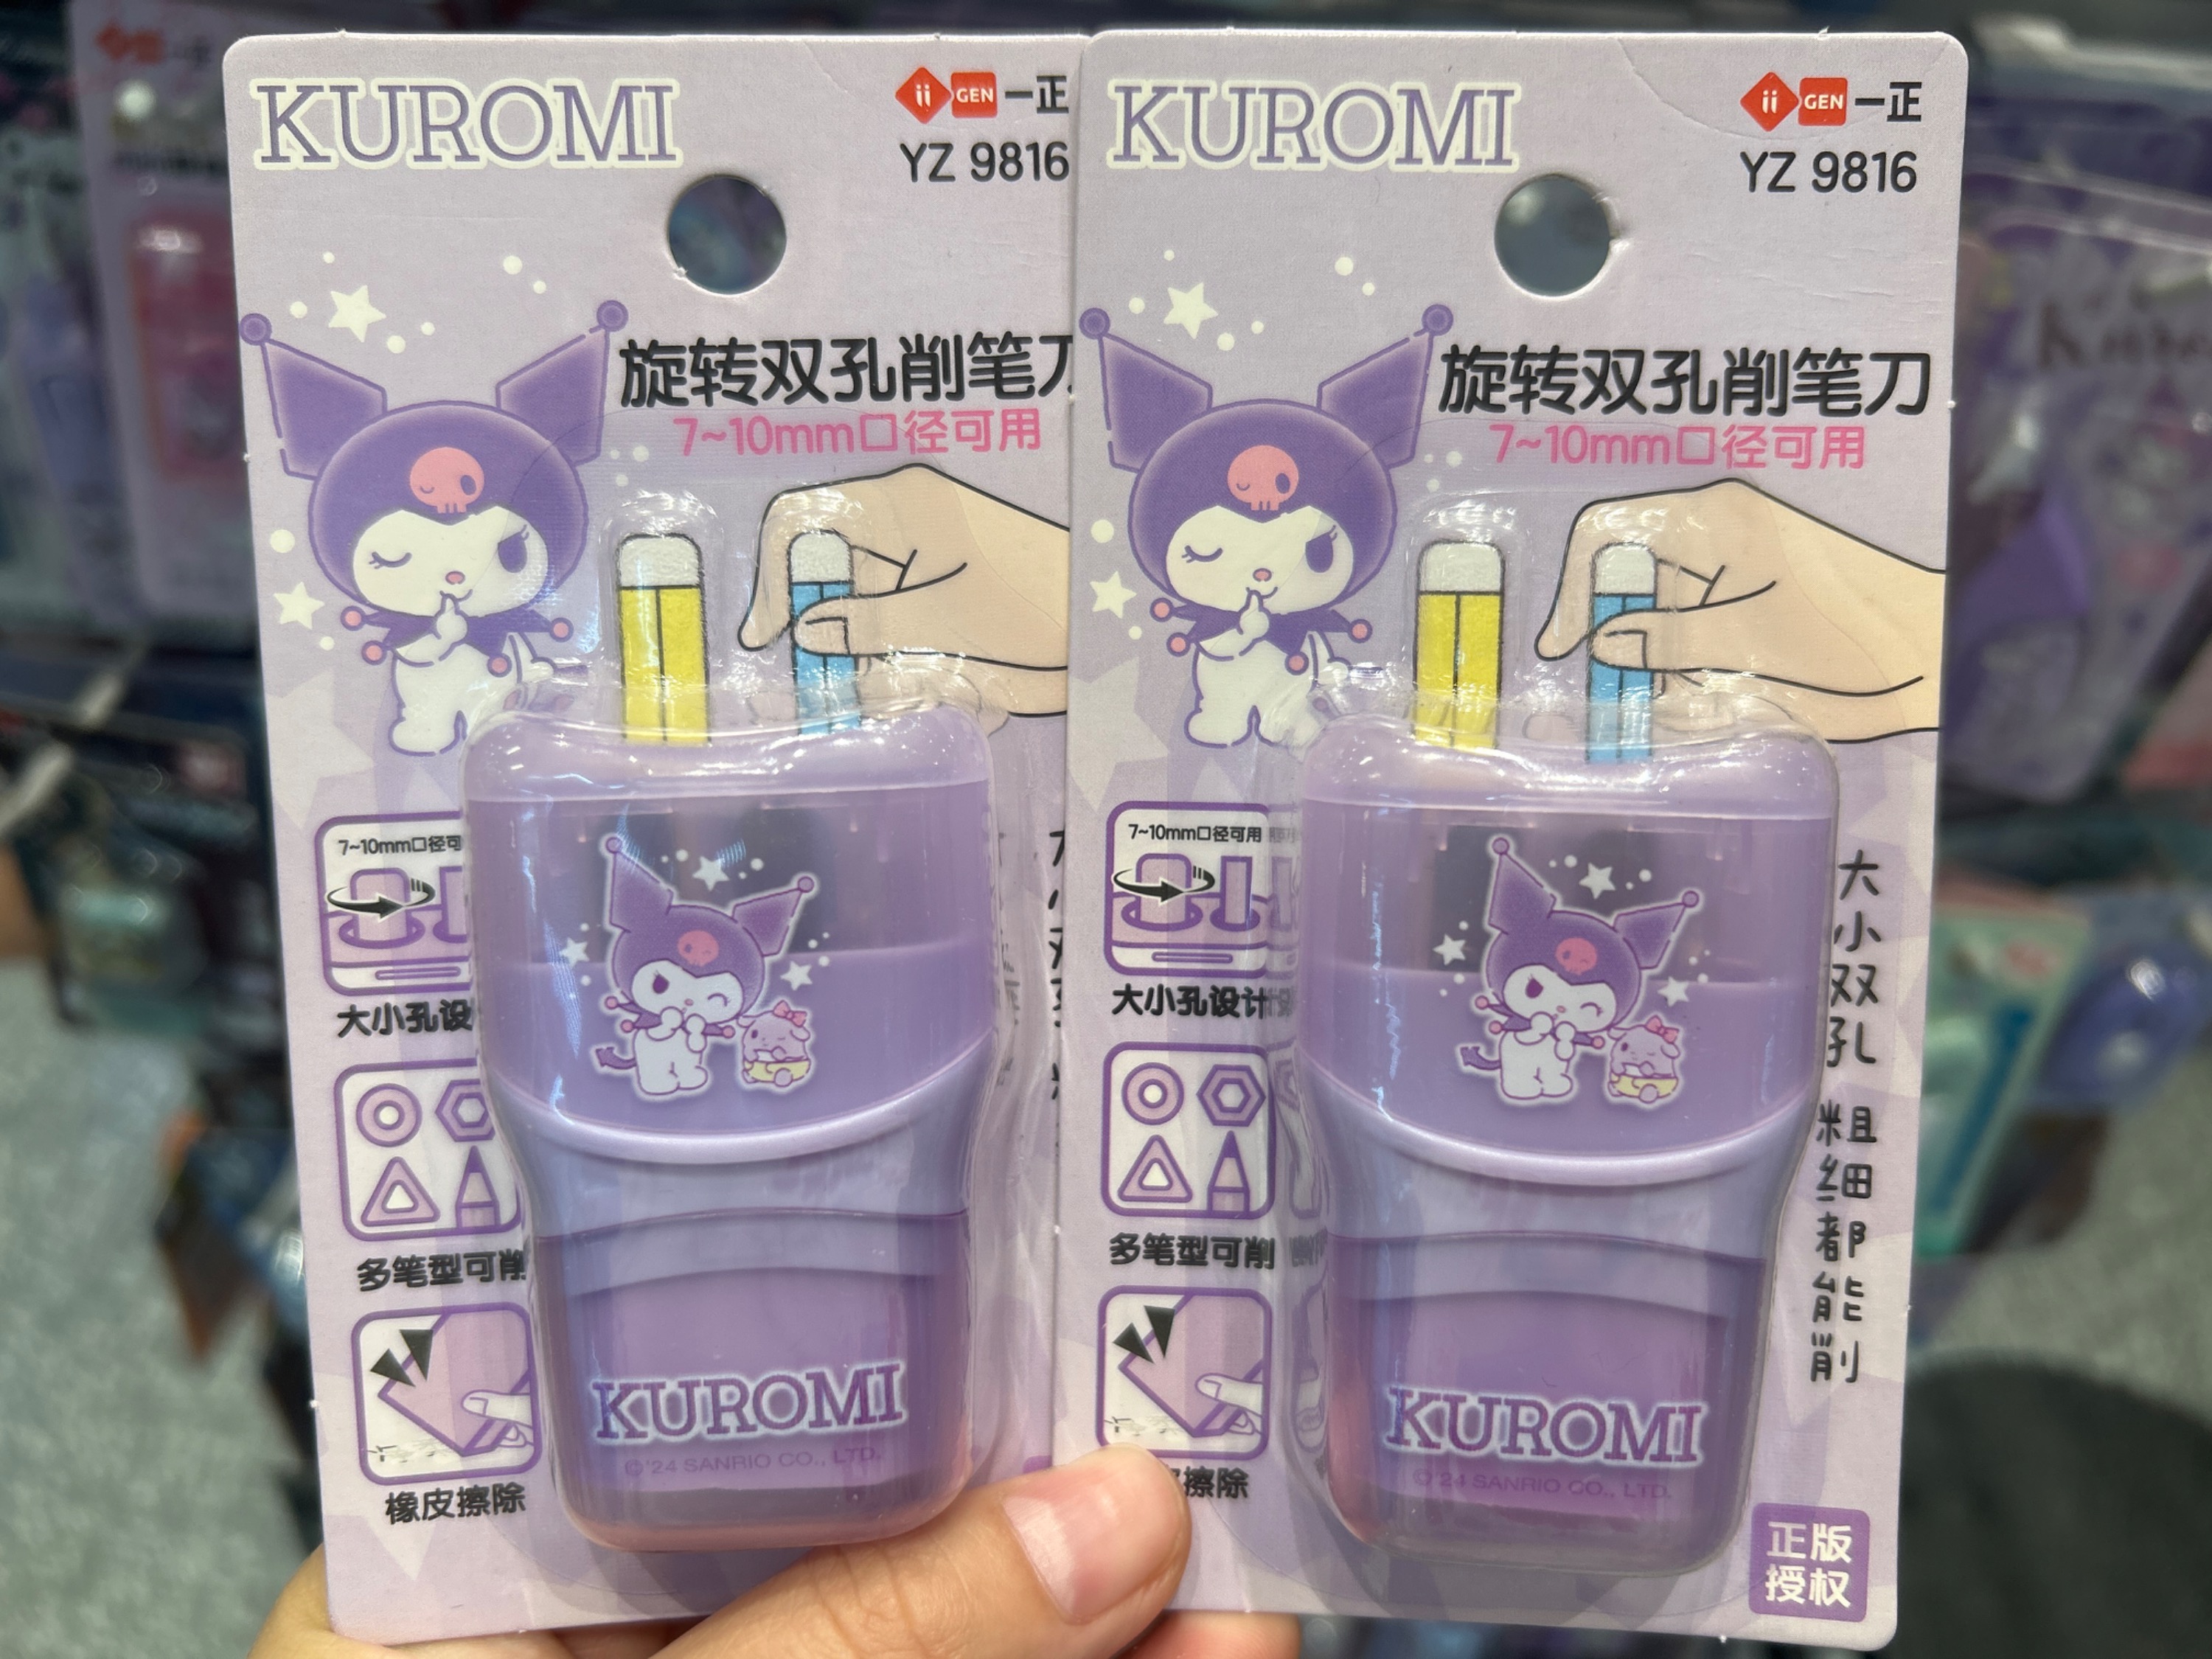 KUROMI
ii GEN 一正
YZ 9816
旋转双孔削笔刀
7~10mm口径可用
7~10mm口径可
大小孔设计
多笔型可削
橡皮擦除
KUROMI
©'24 SANRIO CO., LTD.
KUROMI
ii GEN 一正
YZ 9816
旋转双孔削笔刀
7~10mm口径可用
7~10mm口径可用
大小孔设计
多笔型可削
擦除
大小双孔 粗细都能削
KUROMI
©'24 SANRIO CO., LTD.
正版
授权